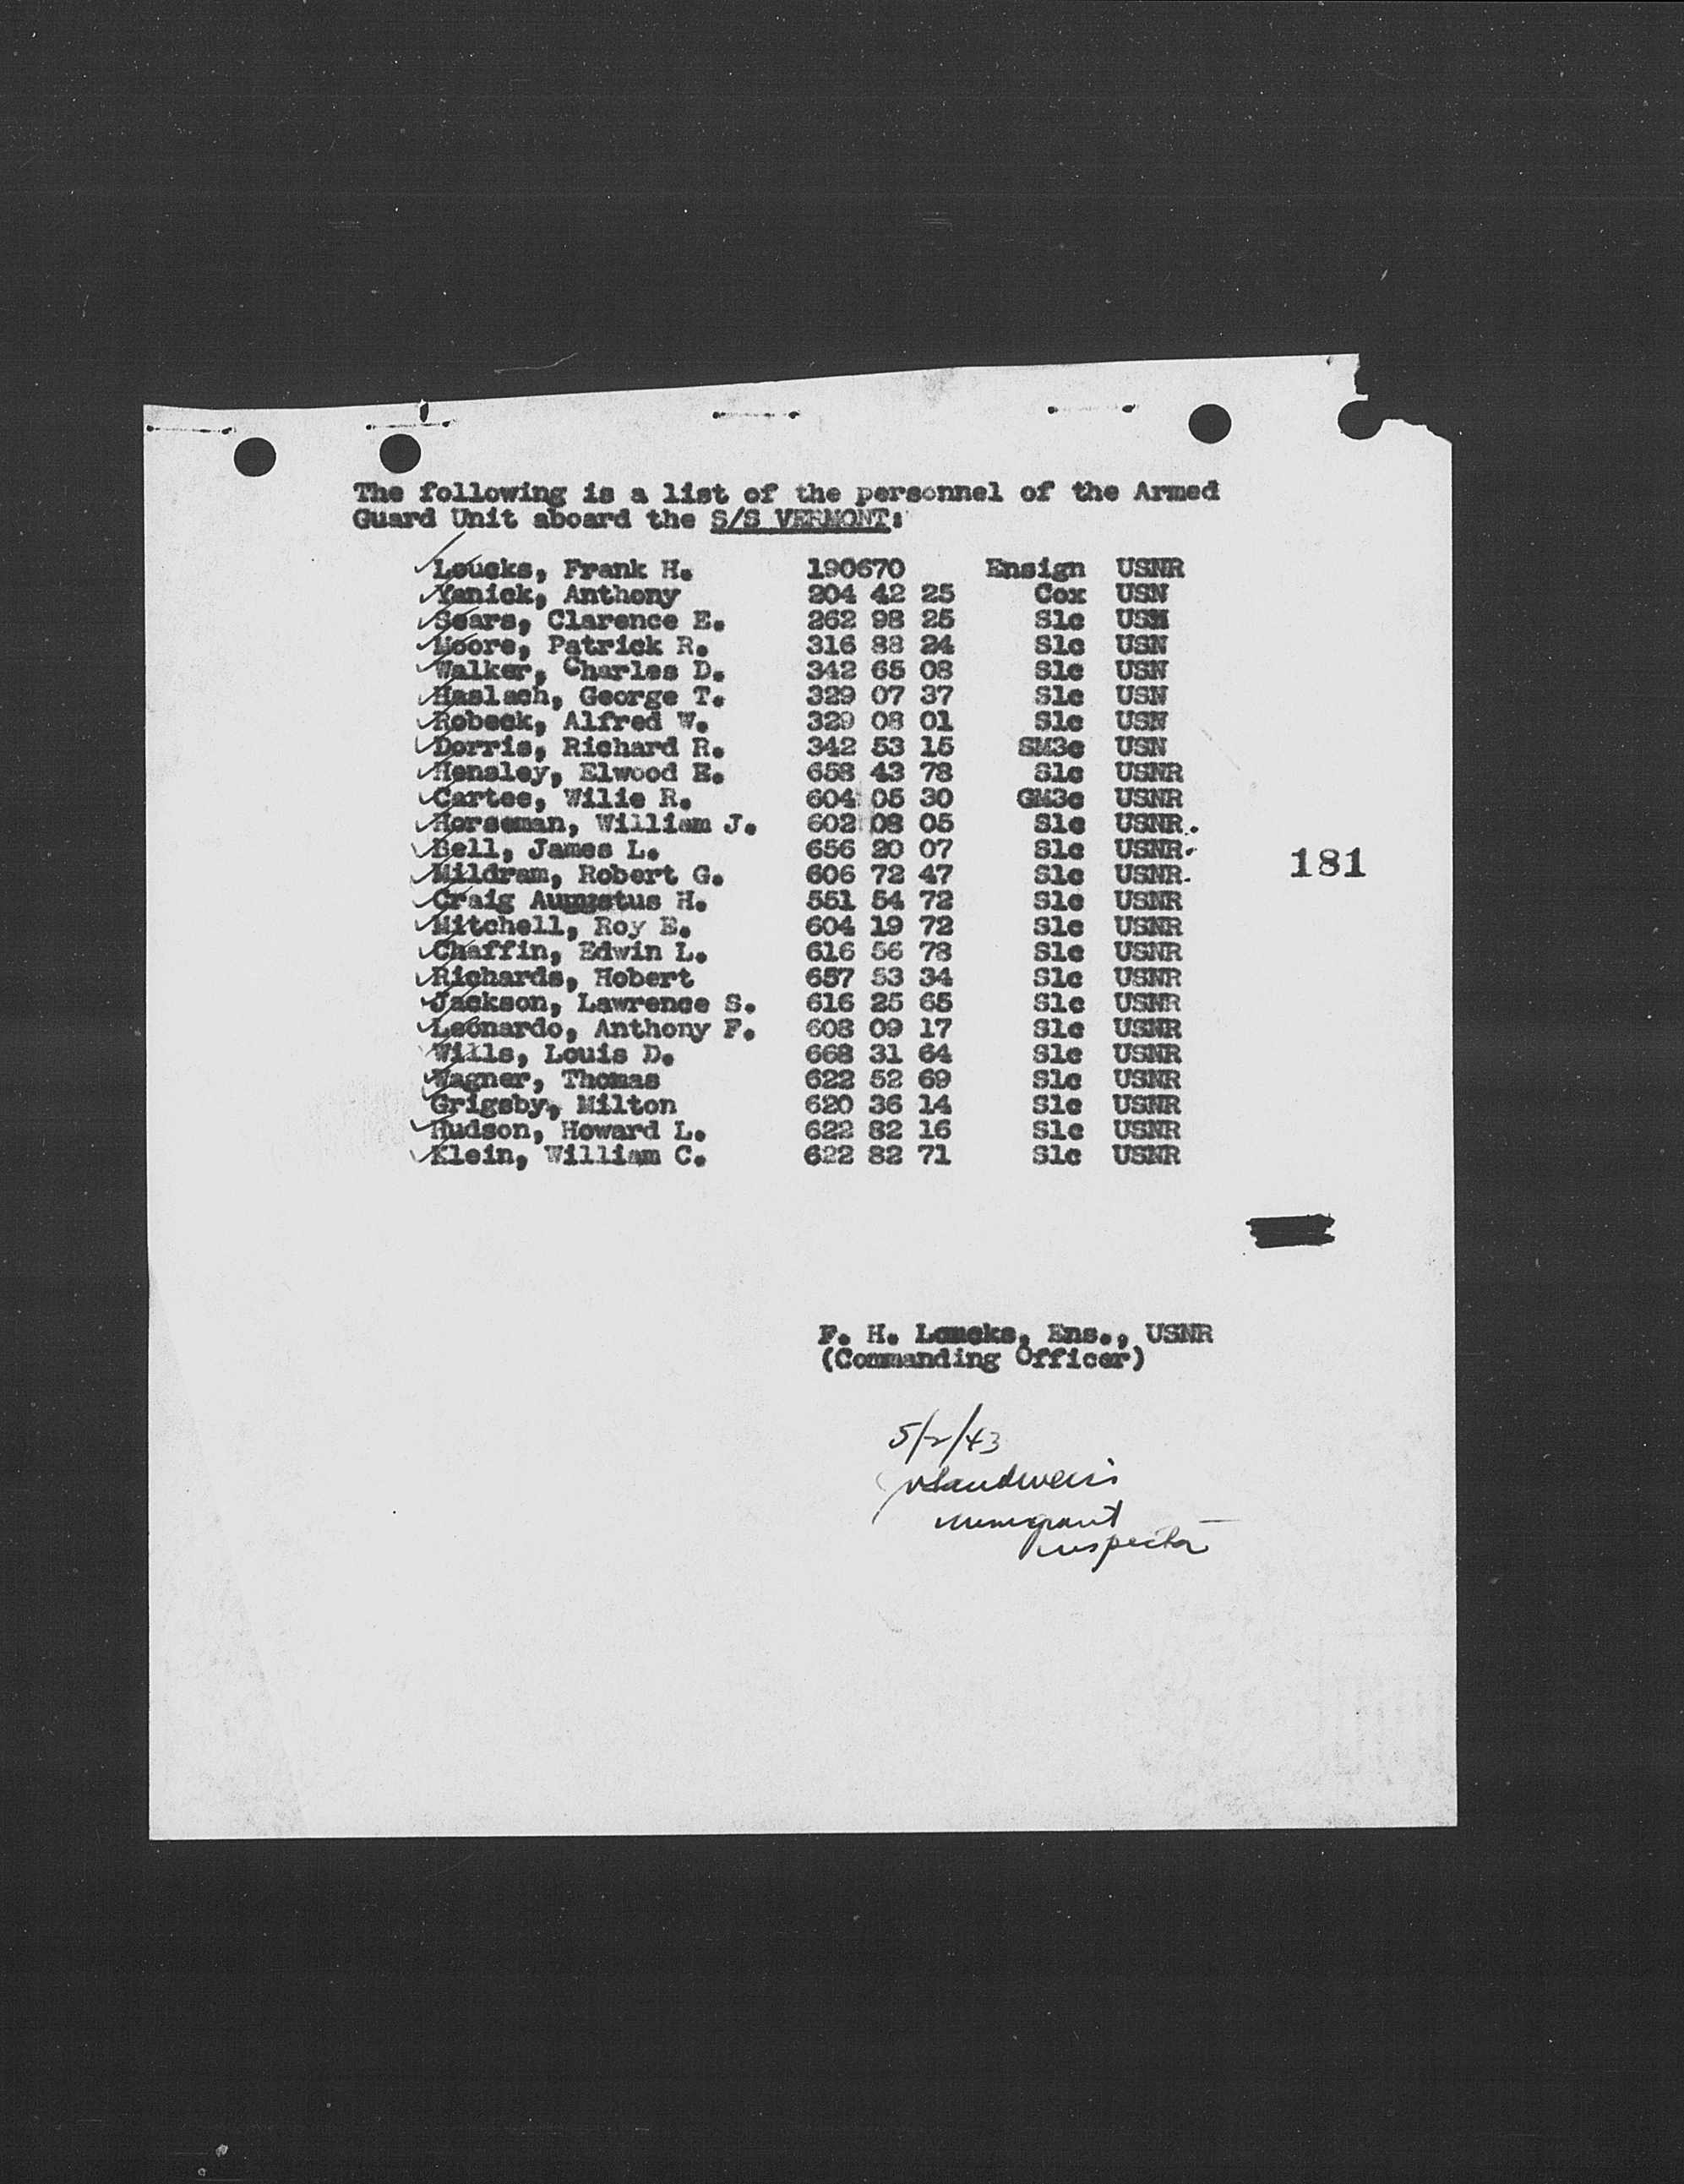 The following is a list of the personnel of the Armed
Guard Unit aboard the S/S VERMONT:
Loucks, Frank H. 190670 Ensign USNR
Yanick, Anthony 204 42 25 Cox USN
Sears, Clarence E. 262 98 25 S1c USN
Moore, Patrick R. 316 88 24 S1c USN
Walker, Charles D. 342 65 08 S1c USN
Haslach, George T. 329 07 37 S1c USN
Robeck, Alfred W. 329 08 01 S1c USN
Dorris, Richard R. 342 53 15 SM3c USN
Hensley, Elwood E. 658 43 78 S1c USNR
Cartee, Wilie R. 604 05 30 GM3c USNR
Horseman, William J. 602 08 05 S1c USNR.
Bell, James L. 656 20 07 S1c USNR.
Mildram, Robert G. 606 72 47 S1c USNR.
Craig Augustus H. 551 54 72 S1c USNR
Mitchell, Roy E. 604 19 72 S1c USNR
Chaffin, Edwin L. 616 56 78 S1c USNR
Richards, Hobert 657 53 34 S1c USNR
Jackson, Lawrence S. 616 25 65 S1c USNR
Leonardo, Anthony F. 608 09 17 S1c USNR
Wills, Louis D. 668 31 64 S1c USNR
Wagner, Thomas 622 52 69 S1c USNR
Grigsby, Milton 620 36 14 S1c USNR
Hudson, Howard L. 622 82 16 S1c USNR
Klein, William C. 622 82 71 S1c USNR
181
F. H. Loucks, Ens., USNR
(Commanding Officer)
5/2/43
Immigrant
Inspector